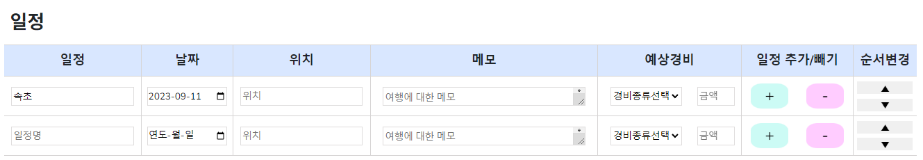 일정
일정 날짜 위치 메모 예상경비 일정 추가/빼기 순서변경
속초 2023-09-11 위치 여행에 대한 메모 경비종류선택 금액 + - ▲
▼
일정명 연도-월-일 위치 여행에 대한 메모 경비종류선택 금액 + - ▲
▼